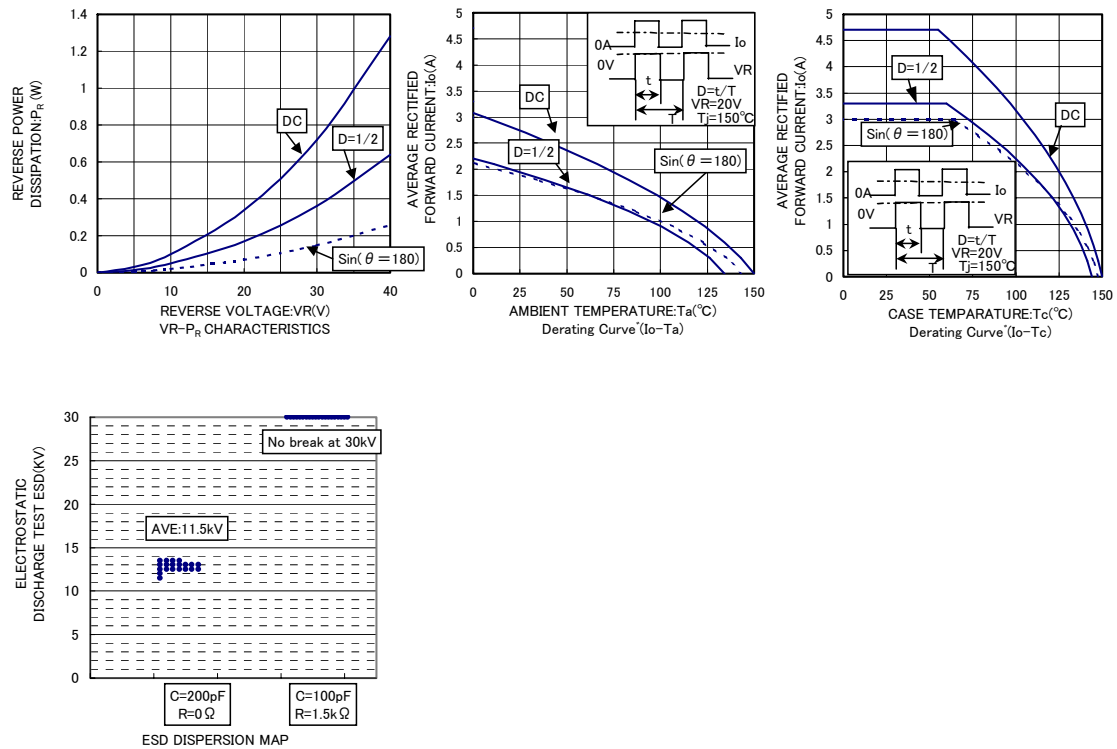 REVERSE POWER
DISSIPATION:PR (W)
1.4
1.2
1
0.8
0.6
0.4
0.2
0
DC
D=1/2
Sin(θ=180)
0
10
20
30
40
REVERSE VOLTAGE:VR(V)
VR-PR CHARACTERISTICS
AVERAGE RECTIFIED
FORWARD CURRENT:Io(A)
5
4.5
4
3.5
3
2.5
2
1.5
1
0.5
0
0A
Io
0V
VR
t
T
D=t/T
VR=20V
Tj=150℃
DC
D=1/2
Sin(θ=180)
0
25
50
75
100
125
150
AMBIENT TEMPERATURE:Ta(℃)
Derating Curve*(Io-Ta)
AVERAGE RECTIFIED
FORWARD CURRENT:Io(A)
5
4.5
4
3.5
3
2.5
2
1.5
1
0.5
0
D=1/2
DC
Sin(θ=180)
0A
Io
0V
VR
t
T
D=t/T
VR=20V
Tj=150℃
0
25
50
75
100
125
150
CASE TEMPARATURE:Tc(℃)
Derating Curve*(Io-Tc)
ELECTROSTATIC
DISCHARGE TEST ESD(KV)
30
25
20
15
10
5
0
No break at 30kV
AVE:11.5kV
C=200pF
R=0Ω
C=100pF
R=1.5kΩ
ESD DISPERSION MAP